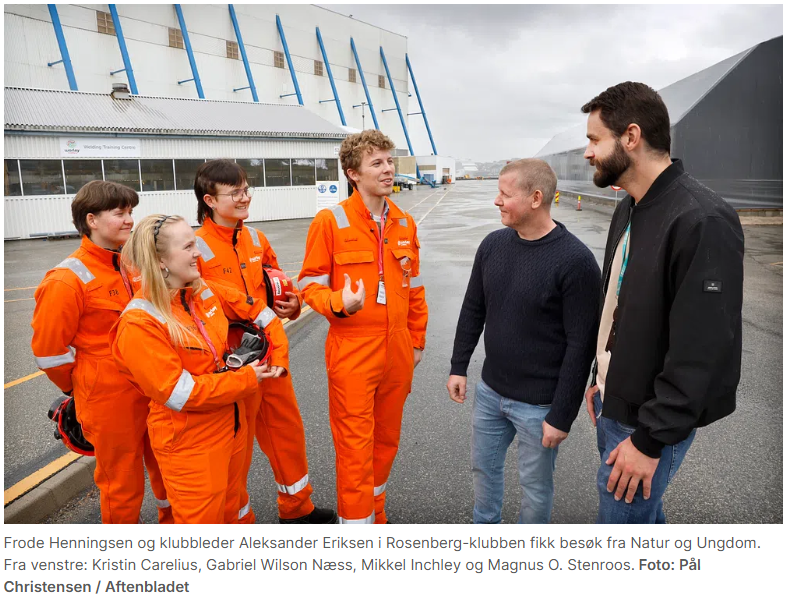 Worley
Welding Training Centre
Frode Henningsen og klubbleder Aleksander Eriksen i Rosenberg-klubben fikk besøk fra Natur og Ungdom.
Fra venstre: Kristin Carelius, Gabriel Wilson Næss, Mikkel Inchley og Magnus O. Stenroos. Foto: Pål
Christensen / Aftenbladet